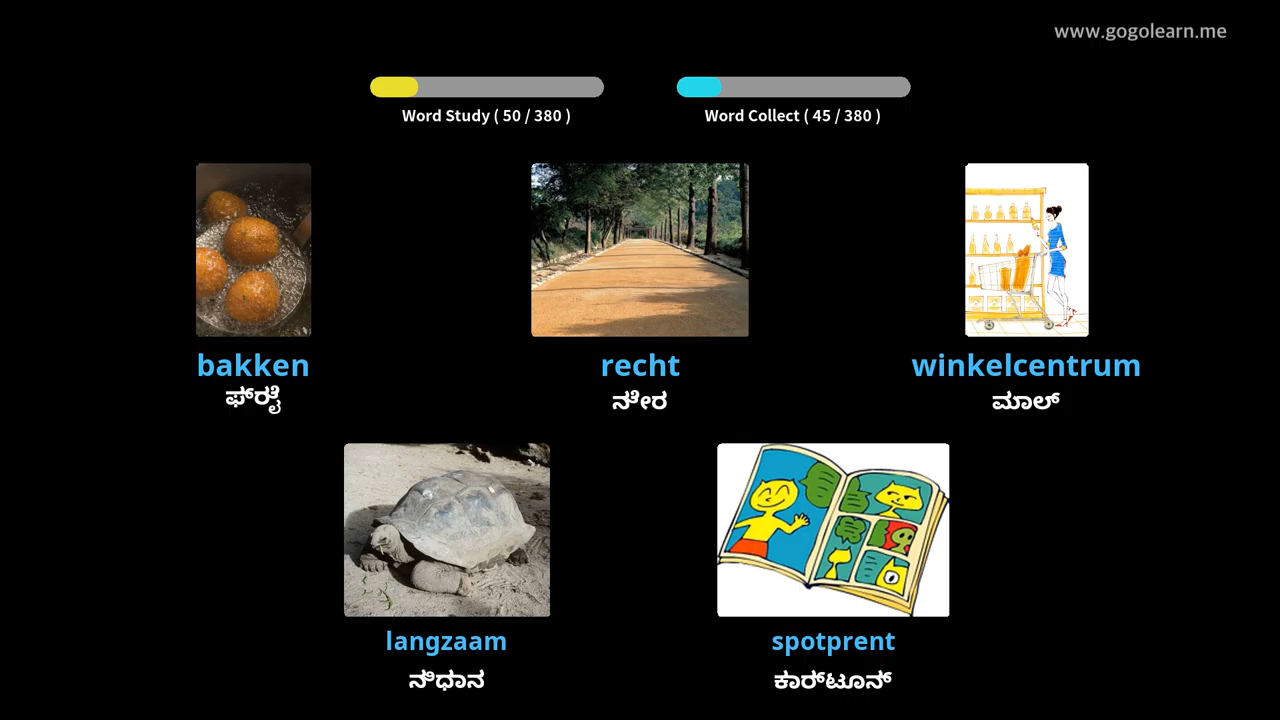 www.gogolearn.me
Word Study ( 50 / 380 )
Word Collect ( 45 / 380 )
bakken
ಫ್ರೈ
recht
ನೇರ
winkelcentrum
ಮಾಲ್
langzaam
ನಿಧಾನ
spotprent
ಕಾರ್ಟೂನ್